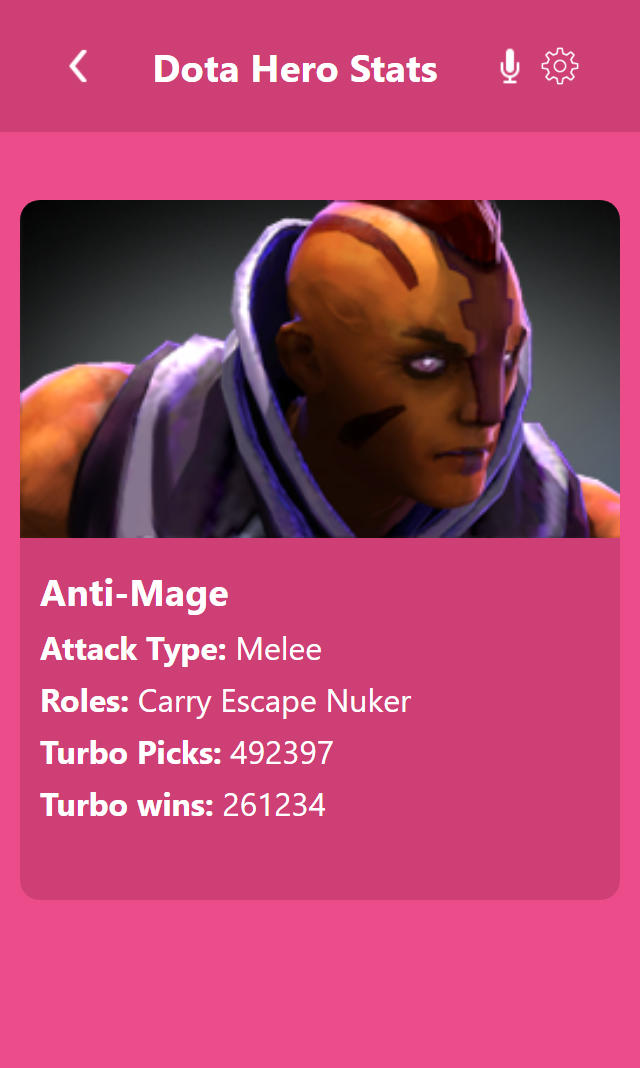 Dota Hero Stats
Anti-Mage
Attack Type: Melee
Roles: Carry Escape Nuker
Turbo Picks: 492397
Turbo wins: 261234